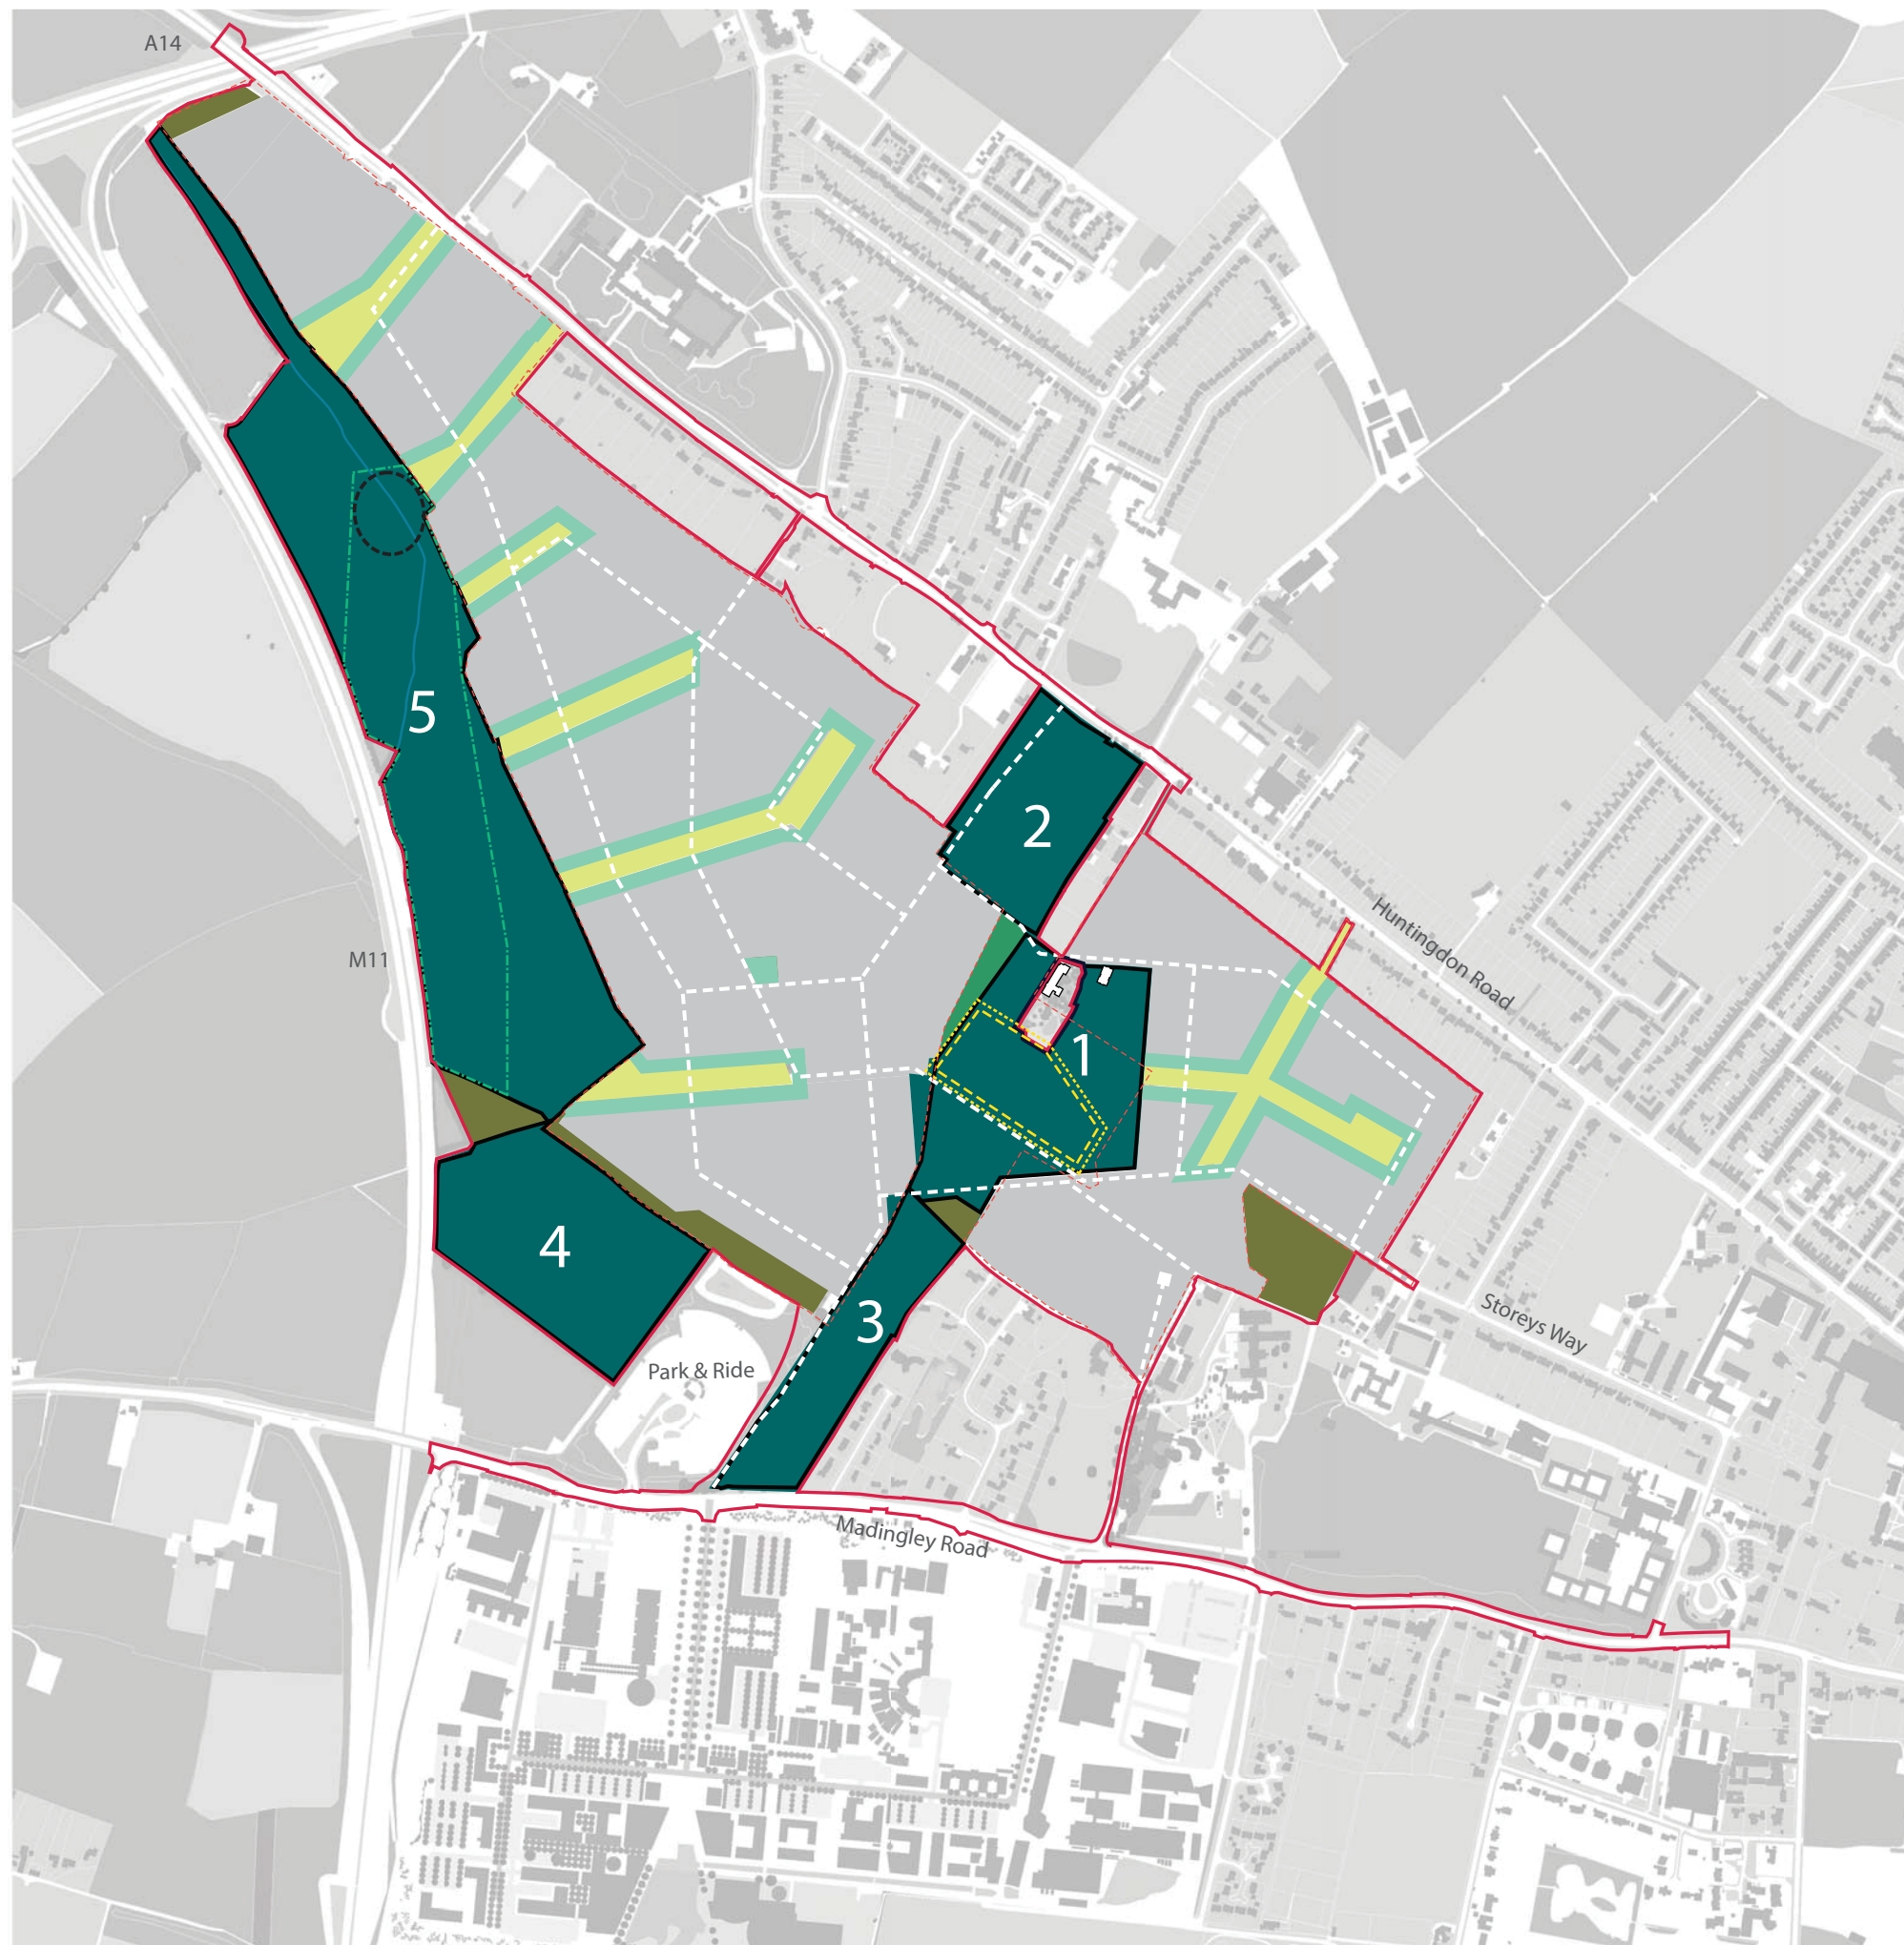 A14
5
2
Huntingdon Road
M11
1
4
3
Storeys Way
Park & Ride
Madingley Road